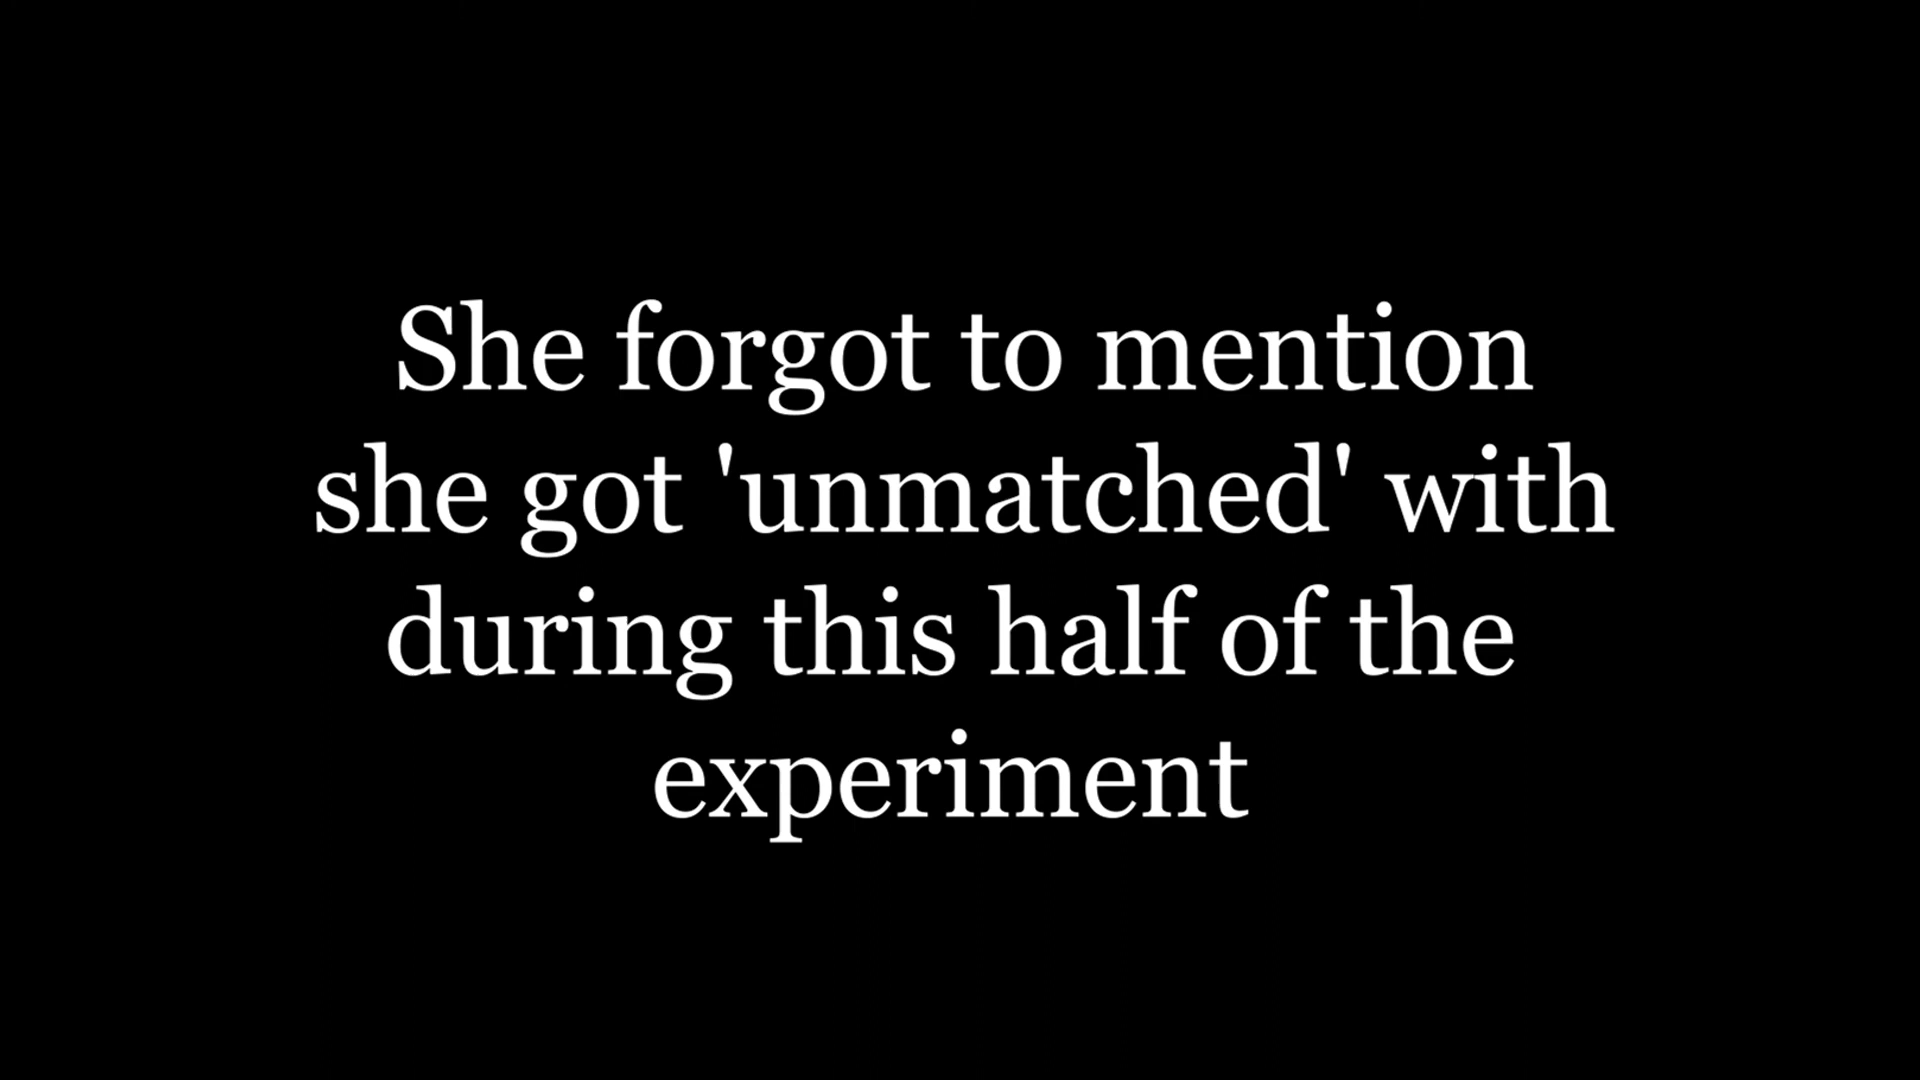 She forgot to mention
she got 'unmatched' with
during this half of the
experiment